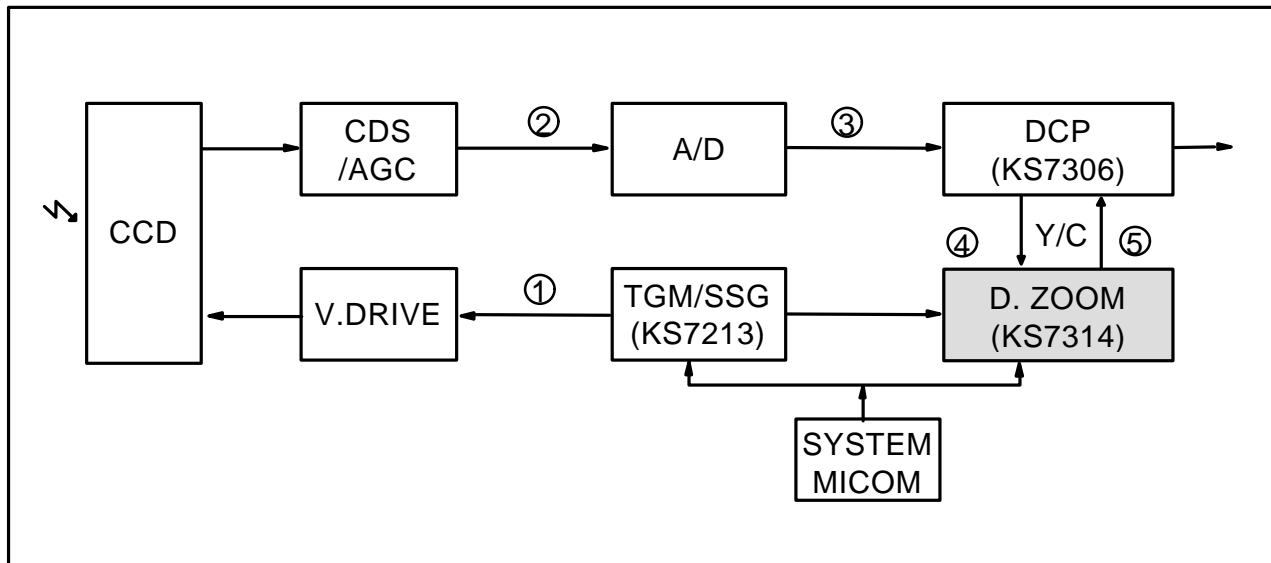 CDS
/AGC
②
A/D
③
DCP
(KS7306)
CCD
④
Y/C
⑤
V.DRIVE
①
TGM/SSG
(KS7213)
D. ZOOM
(KS7314)
SYSTEM
MICOM